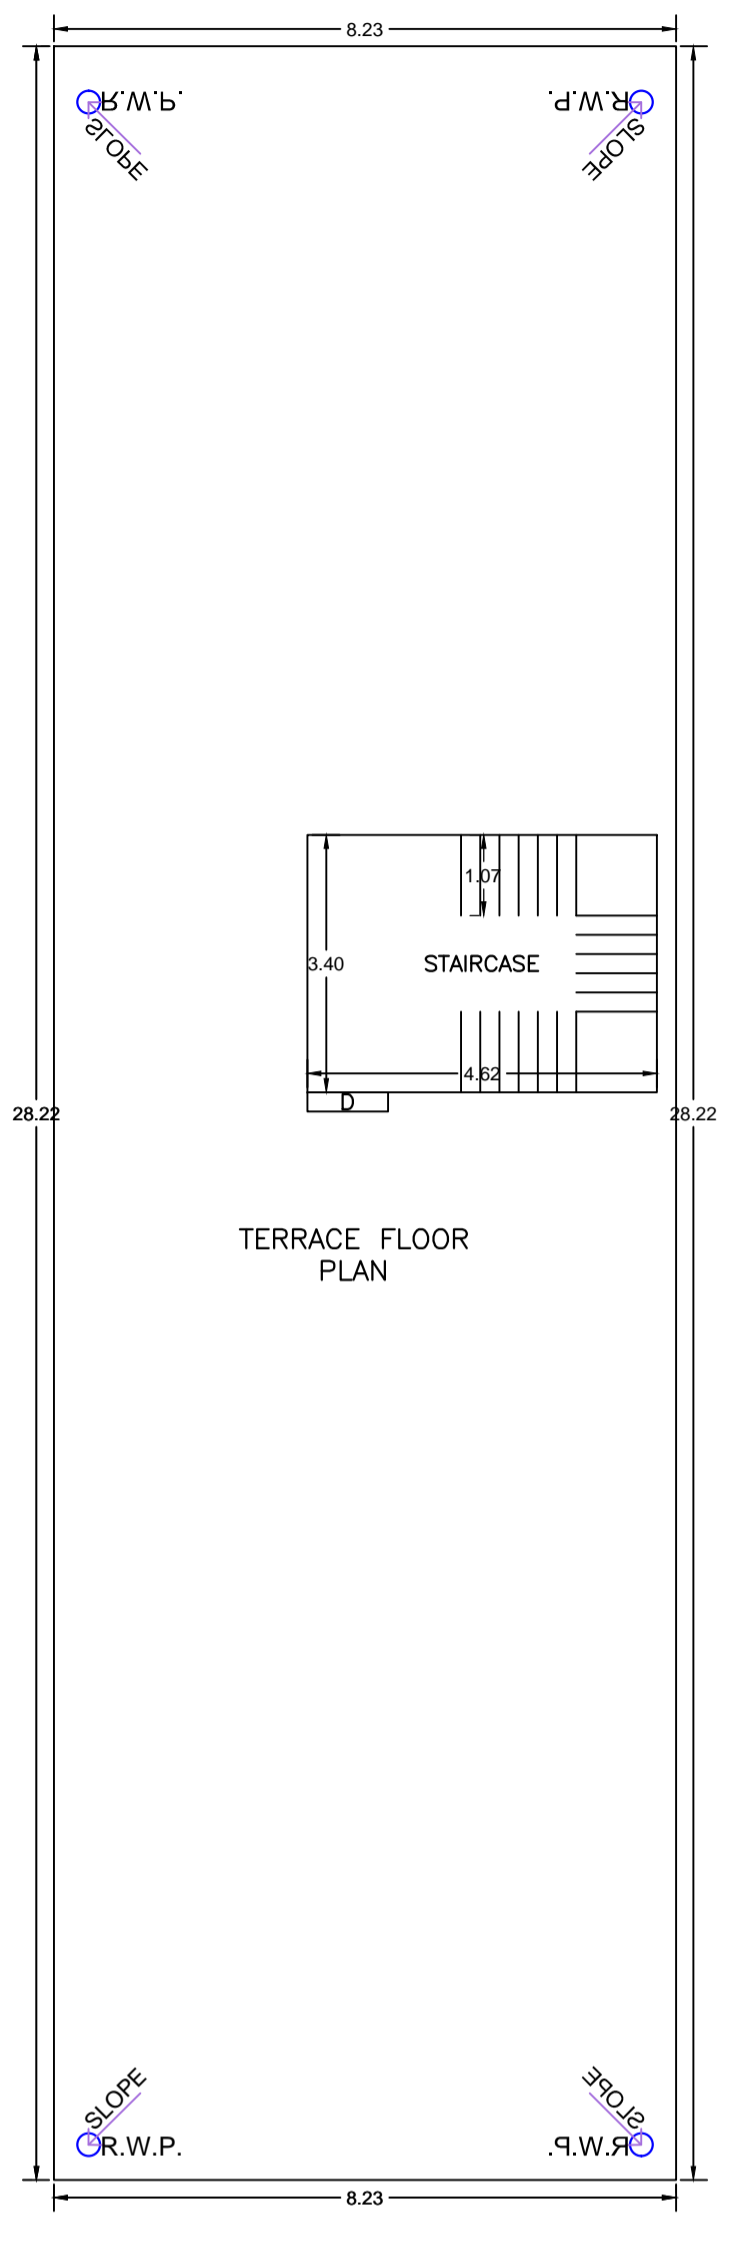 8.23
R.W.P. R.W.P.
SLOPE SLOPE
1.07
3.40
STAIRCASE
4.62
D
28.22 28.22
TERRACE FLOOR
PLAN
SLOPE SLOPE
R.W.P. R.W.P.
8.23